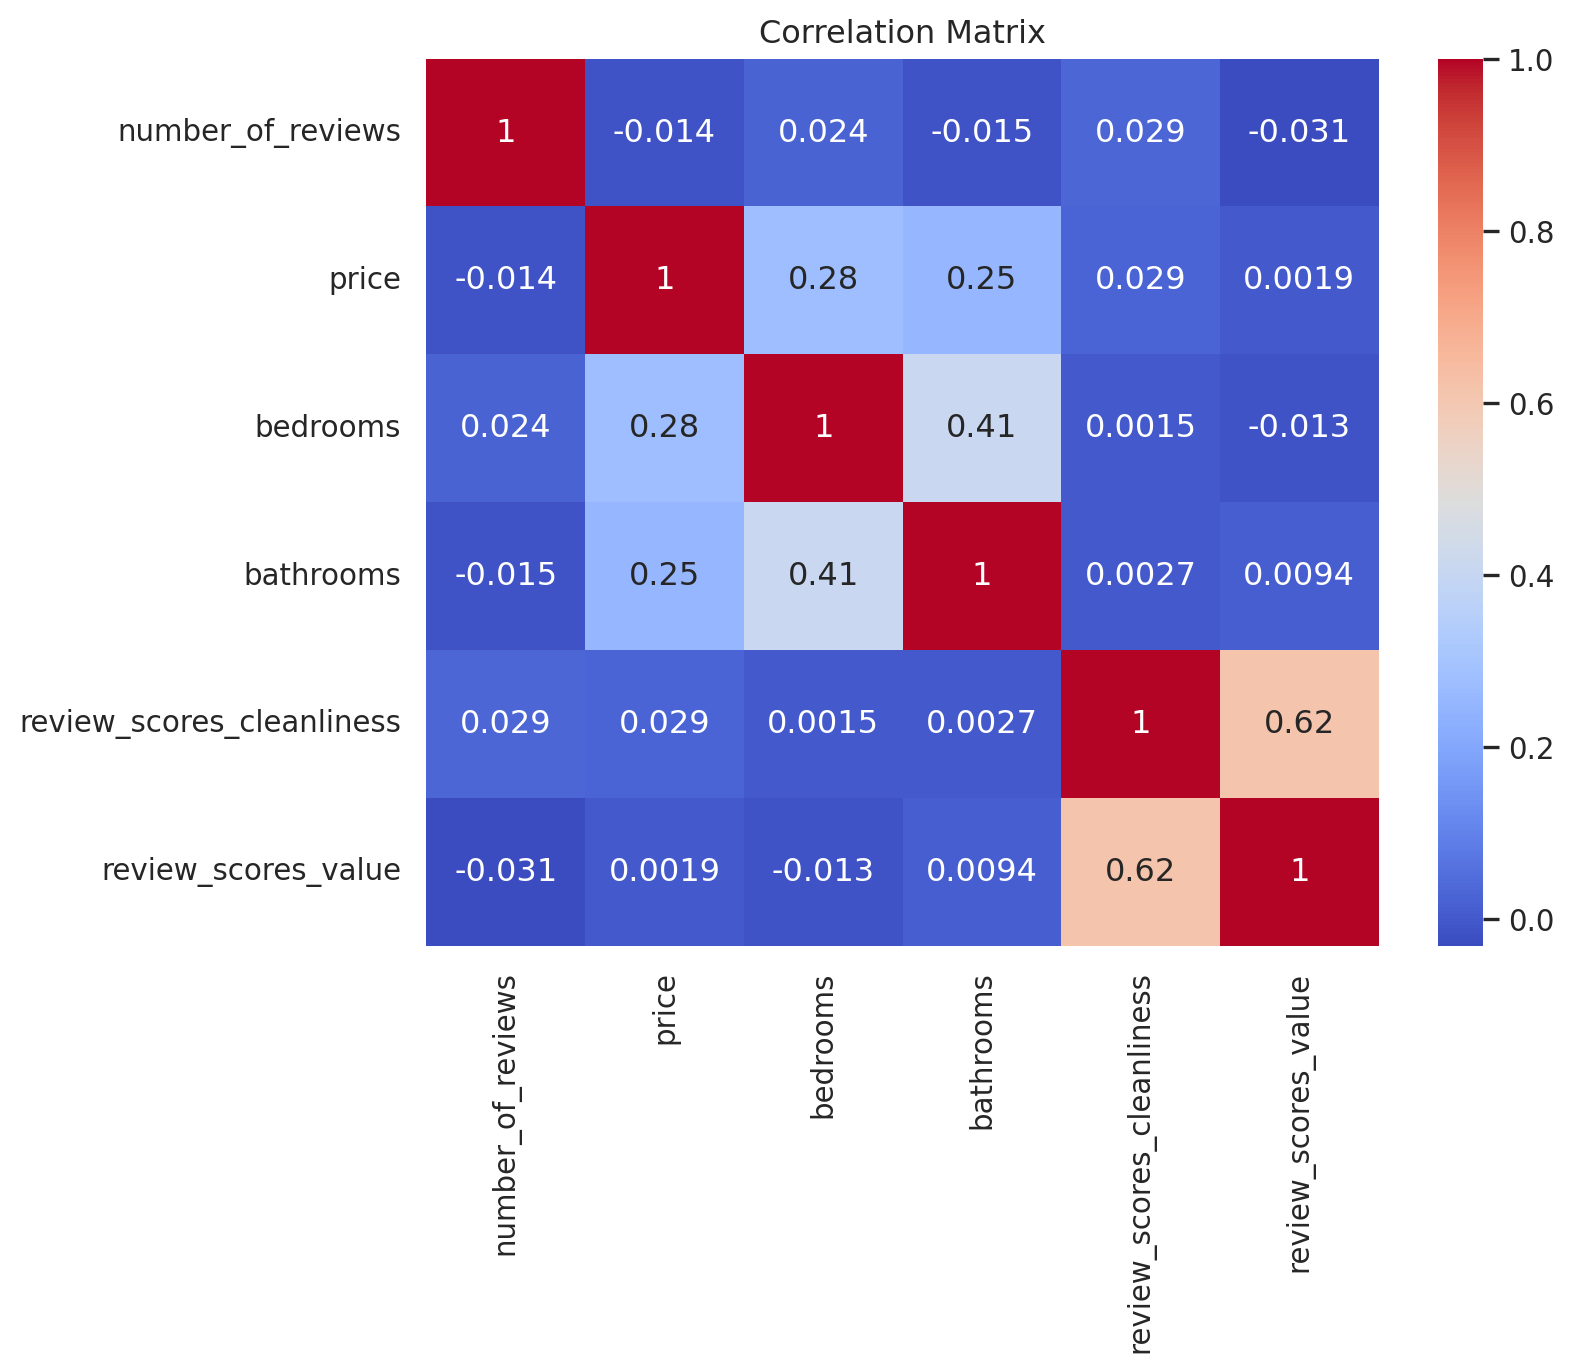 Correlation Matrix
number_of_reviews 1 -0.014 0.024 -0.015 0.029 -0.031
price -0.014 1 0.28 0.25 0.029 0.0019
bedrooms 0.024 0.28 1 0.41 0.0015 -0.013
bathrooms -0.015 0.25 0.41 1 0.0027 0.0094
review_scores_cleanliness 0.029 0.029 0.0015 0.0027 1 0.62
review_scores_value -0.031 0.0019 -0.013 0.0094 0.62 1
number_of_reviews
price
bedrooms
bathrooms
review_scores_cleanliness
review_scores_value
1.0
0.8
0.6
0.4
0.2
0.0